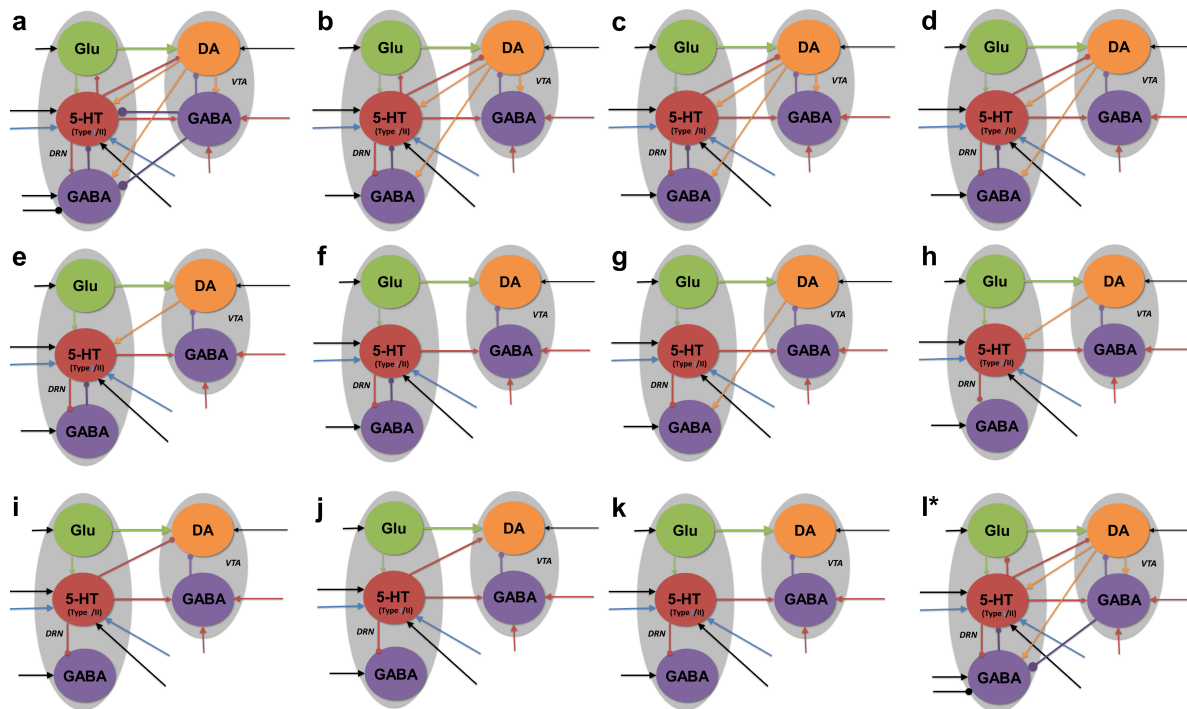 a
Glu
DA
VTA
5-HT
(Type I/II)
GABA
DRN
GABA
b
Glu
DA
VTA
5-HT
(Type I/II)
GABA
DRN
GABA
c
Glu
DA
VTA
5-HT
(Type I/II)
GABA
DRN
GABA
d
Glu
DA
VTA
5-HT
(Type I/II)
GABA
DRN
GABA
e
Glu
DA
VTA
5-HT
(Type I/II)
GABA
DRN
GABA
f
Glu
DA
VTA
5-HT
(Type I/II)
GABA
DRN
GABA
g
Glu
DA
VTA
5-HT
(Type I/II)
GABA
DRN
GABA
h
Glu
DA
VTA
5-HT
(Type I/II)
GABA
DRN
GABA
i
Glu
DA
VTA
5-HT
(Type I/II)
GABA
DRN
GABA
j
Glu
DA
VTA
5-HT
(Type I/II)
GABA
DRN
GABA
k
Glu
DA
VTA
5-HT
(Type I/II)
GABA
DRN
GABA
l*
Glu
DA
VTA
5-HT
(Type I/II)
GABA
DRN
GABA